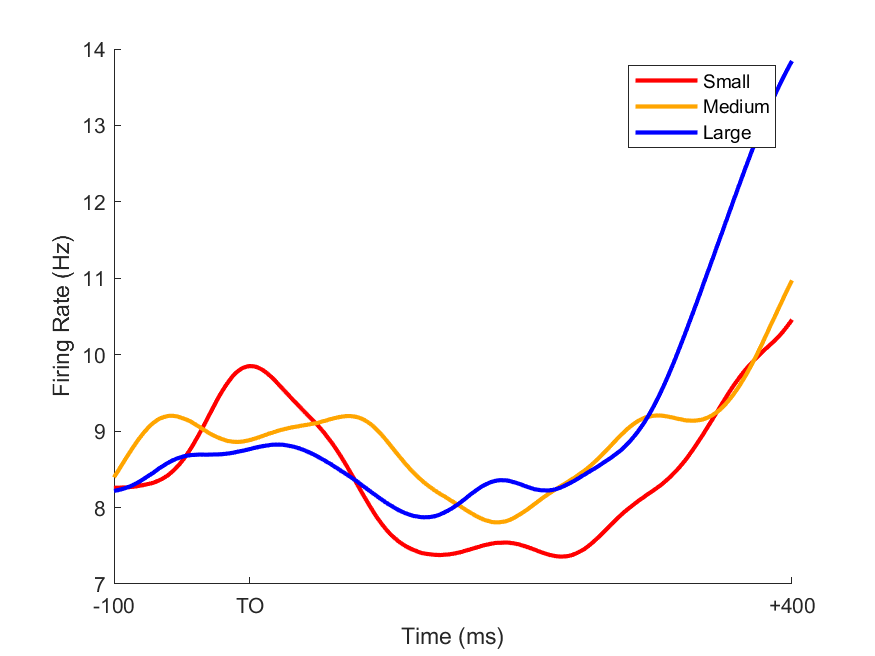 14
13
12
11
10
9
8
7
Firing Rate (Hz)
Small
Medium
Large
-100 TO +400
Time (ms)